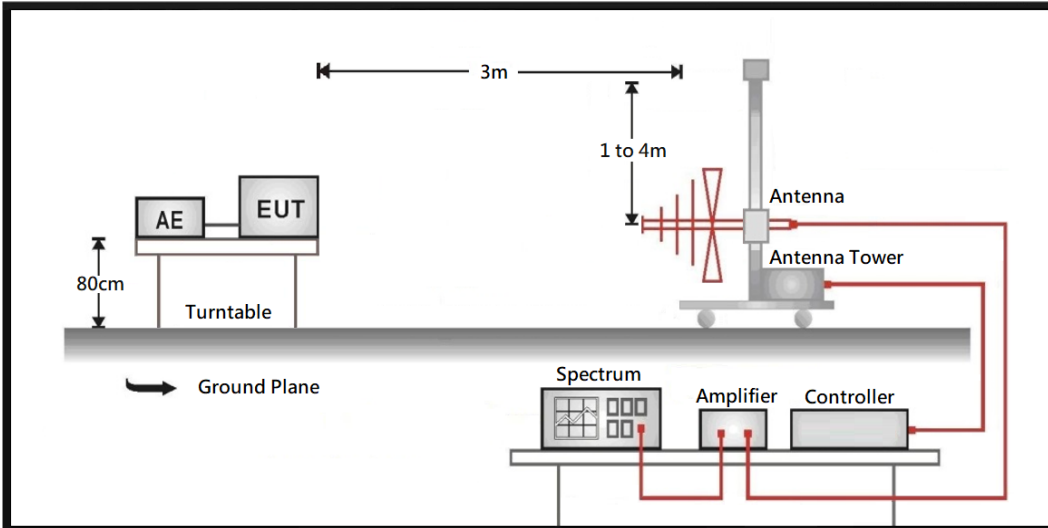 3m
1 to 4m
AE
EUT
Antenna
Antenna Tower
80cm
Turntable
Ground Plane
Spectrum
Amplifier
Controller